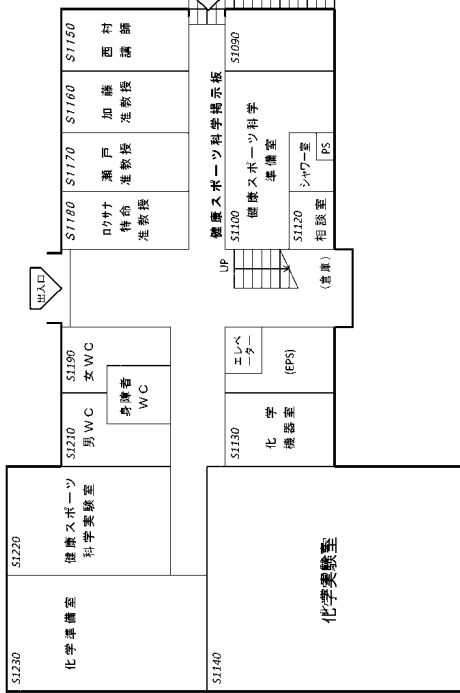 S1230
化学準備室
S1220
健康スポーツ
科学実験室
S1210
男WC
S1190
女WC
身障者
WC
出入口
S1180
ロクサナ
特命
准教授
S1170
瀬戸
准教授
S1160
加藤
准教授
S1150
西村
講師
健康スポーツ科学掲示板
S1140
化学実験室
S1130
化学
機器室
エレベ
ーター
(EPS)
UP
(倉庫)
S1100
健康スポーツ科学
準備室
S1120
相談室
シャワー室
PS
S1090